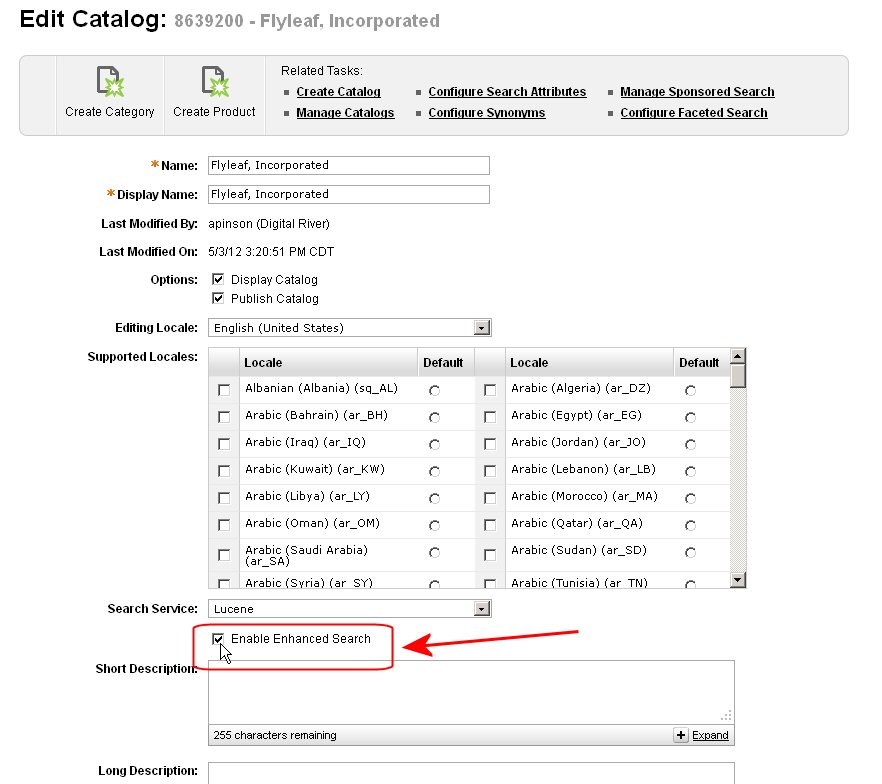 Edit Catalog: 8639200 - Flyleaf, Incorporated
Related Tasks:
Create Category
Create Product
Create Catalog
Configure Search Attributes
Manage Sponsored Search
Manage Catalogs
Configure Synonyms
Configure Faceted Search
*Name: Flyleaf, Incorporated
*Display Name: Flyleaf, Incorporated
Last Modified By: apinson (Digital River)
Last Modified On: 5/3/12 3:20:51 PM CDT
Options: Display Catalog
Publish Catalog
Editing Locale: English (United States)
Supported Locales:
Locale Default Locale Default
Albanian (Albania) (sq_AL) Arabic (Algeria) (ar_DZ)
Arabic (Bahrain) (ar_BH) Arabic (Egypt) (ar_EG)
Arabic (Iraq) (ar_IQ) Arabic (Jordan) (ar_JO)
Arabic (Kuwait) (ar_KW) Arabic (Lebanon) (ar_LB)
Arabic (Libya) (ar_LY) Arabic (Morocco) (ar_MA)
Arabic (Oman) (ar_OM) Arabic (Qatar) (ar_QA)
Arabic (Saudi Arabia) Arabic (Sudan) (ar_SD)
(ar_SA)
Arabic (Syria) (ar_SY) Arabic (Tunisia) (ar_TN)
Search Service: Lucene
Enable Enhanced Search
Short Description:
255 characters remaining + Expand
Long Description: